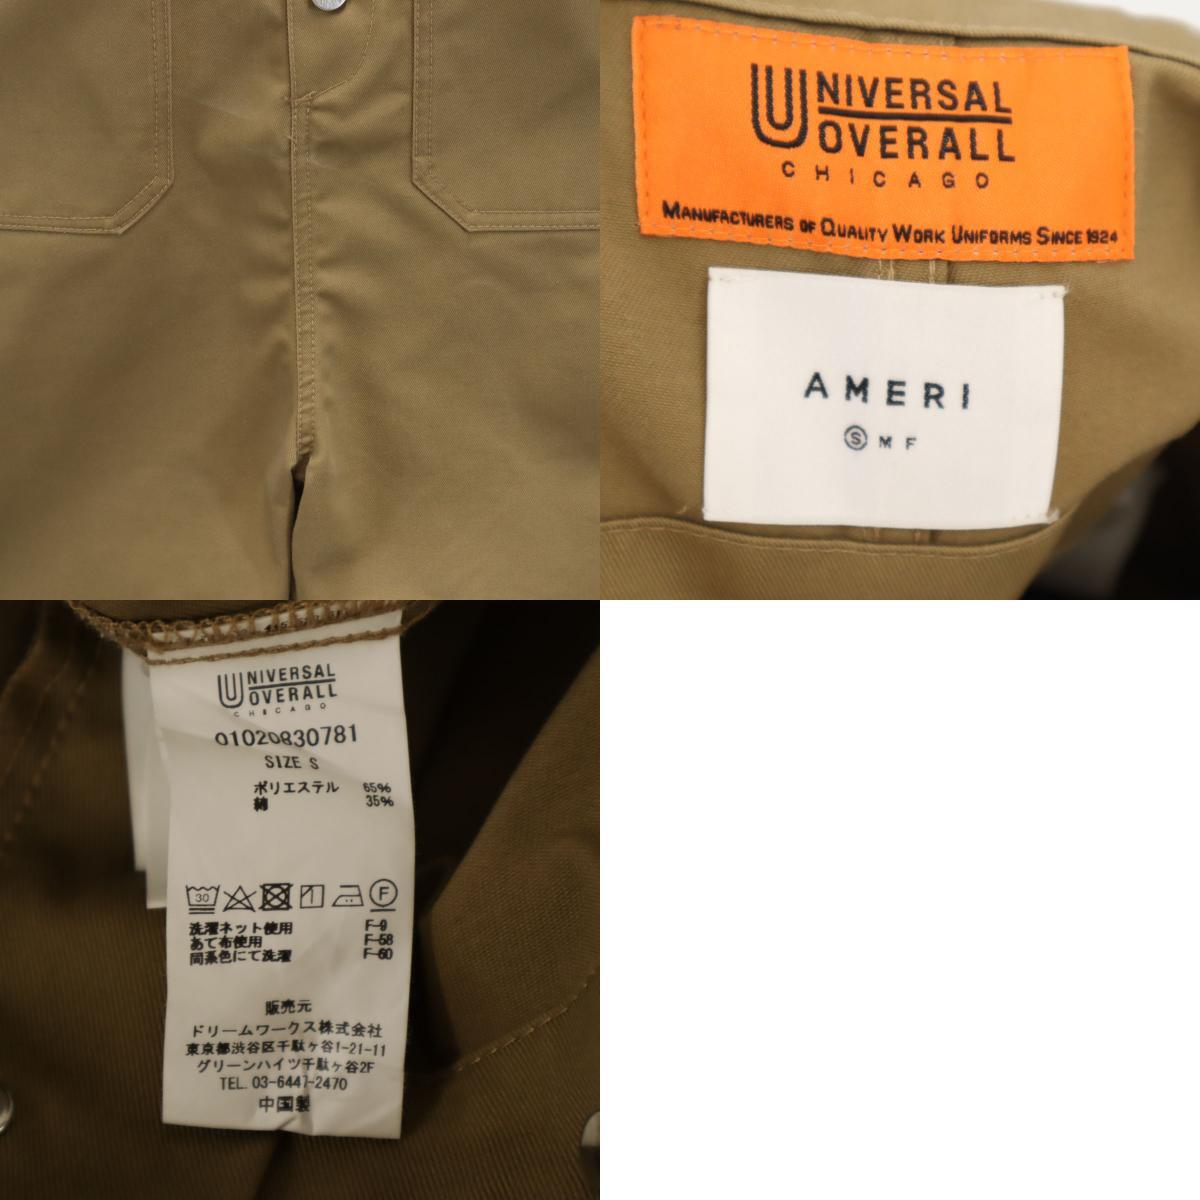 UNIVERSAL
OVERALL
CHICAGO
MANUFACTURERS OF QUALITY WORK UNIFORMS SINCE 1924
AMERI
S M F
UNIVERSAL
OVERALL
CHICAGO
01020830781
SIZE S
ポリエステル 65%
綿 35%
30
F
洗濯ネット使用 F-9
あて布使用 F-58
同系色にて洗濯 F-60
販売元
ドリームワークス株式会社
東京都渋谷区千駄ヶ谷1-21-11
グリーンハイツ千駄ヶ谷2F
TEL. 03-6447-2470
中国製